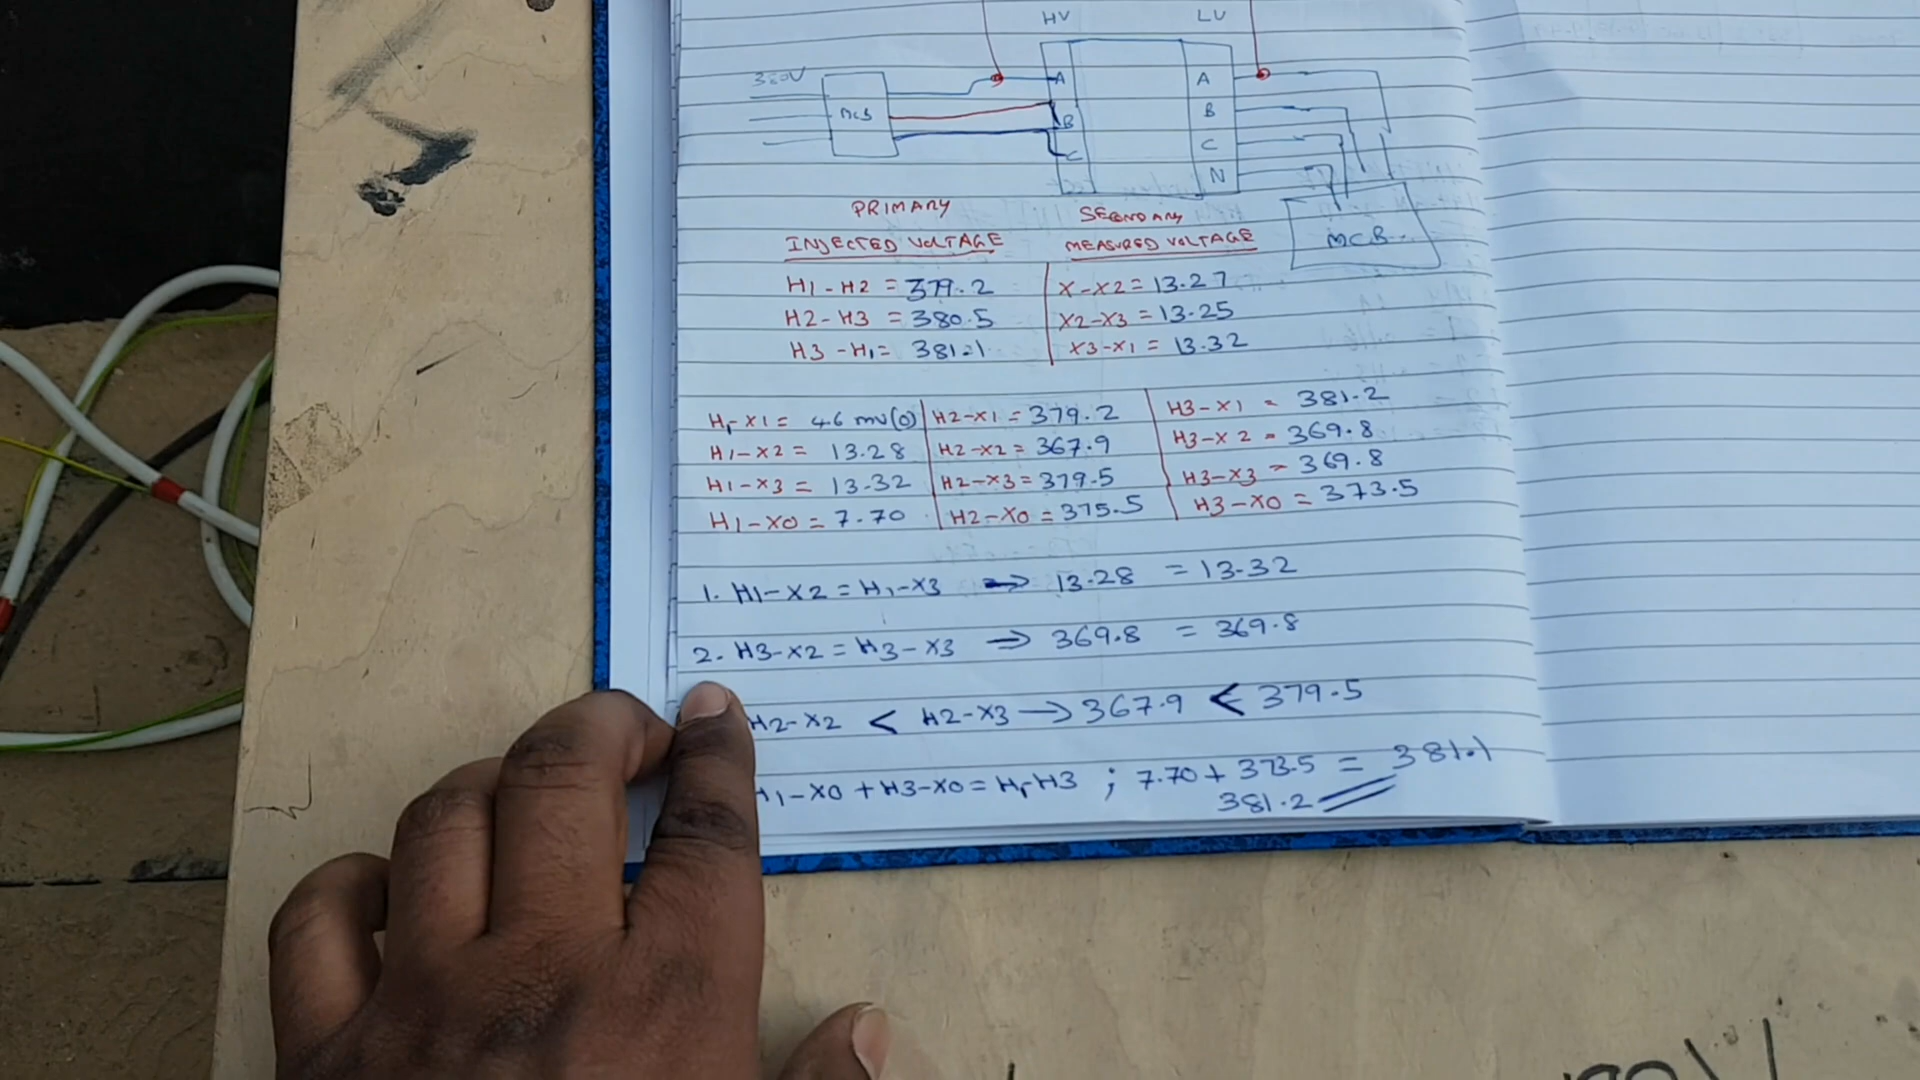 HV LV
380V MCB A B C A B C N
MCB
PRIMARY SECONDARY
INJECTED VOLTAGE MEASURED VOLTAGE
H1-H2 = 379.2 X-X2 = 13.27
H2-H3 = 380.5 X2-X3 = 13.25
H3-H1 = 381.1 X3-X1 = 13.32
H1-X1 = 4.6 mv(0) H2-X1 = 379.2 H3-X1 = 381.2
H1-X2 = 13.28 H2-X2 = 367.9 H3-X2 = 369.8
H1-X3 = 13.32 H2-X3 = 379.5 H3-X3 = 369.8
H1-X0 = 7.70 H2-X0 = 375.5 H3-X0 = 373.5
1. H1-X2 = H1-X3 → 13.28 = 13.32
2. H3-X2 = H3-X3 → 369.8 = 369.8
H2-X2 < H2-X3 → 367.9 < 379.5
H1-X0 + H3-X0 = H1-H3 ; 7.70 + 373.5 = 381.1
381.2